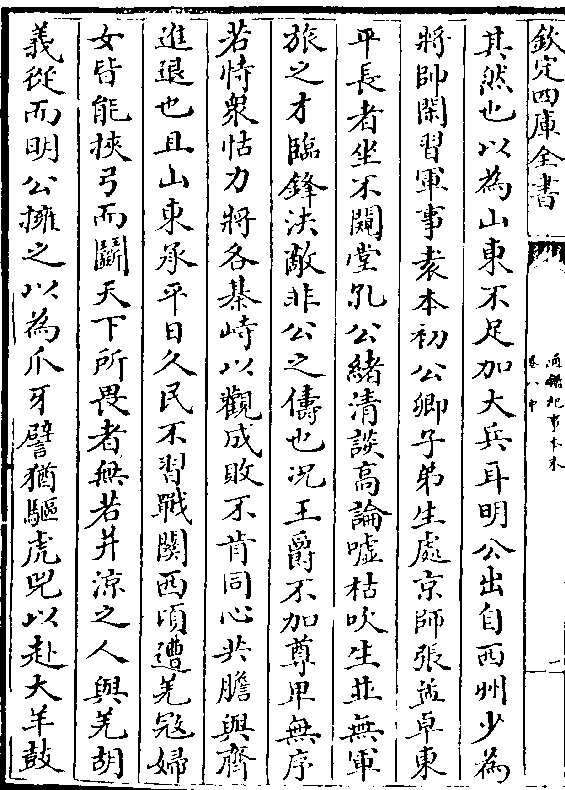 欽定四庫全書
通鑑紀事本末
卷八中
其然也以為山東不足加大兵耳明公出自西州少為
將帥閑習軍事袁本初公卿子弟生處京師張孟卓東
平長者坐不闚堂孔公緒清談高論噓枯吹生並無軍
旅之才臨鋒決敵非公之儔也况王爵不加尊卑無序
若恃衆怙力將各棊峙以觀成敗不肯同心共膽與齊
進退也且山東承平日久民不習戰關西頃遭羌宼婦
女皆能挾弓而鬭天下所畏者無若并涼之人與羌胡
義從而明公擁之以為爪牙譬猶驅虎兕以赴犬羊鼓